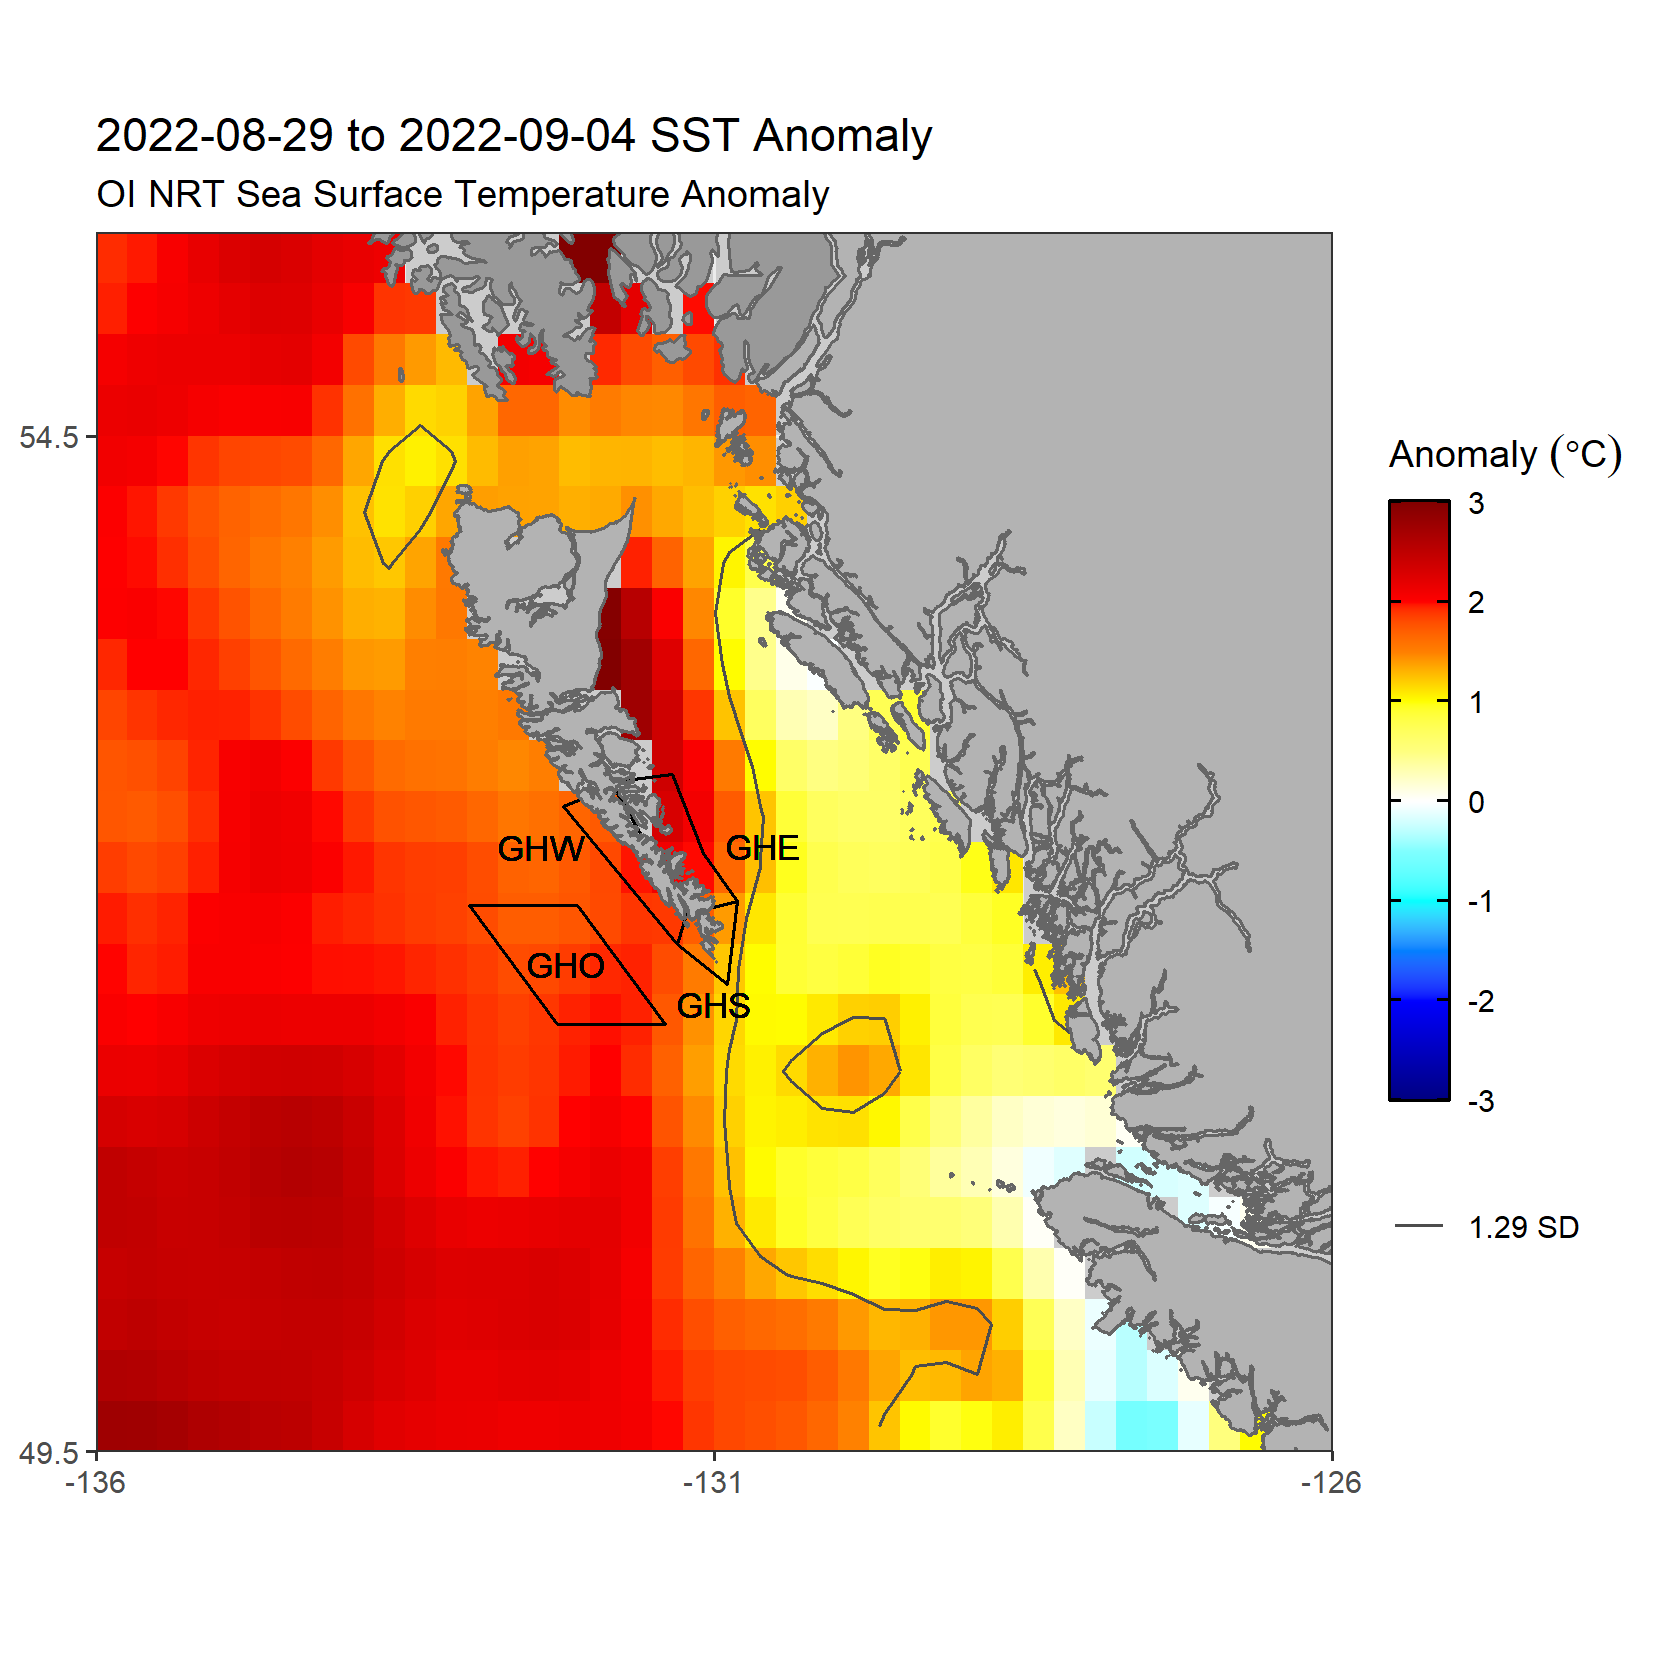 2022-08-29 to 2022-09-04 SST Anomaly
OI NRT Sea Surface Temperature Anomaly
54.5
49.5
-136
-131
-126
GHW
GHE
GHO
GHS
Anomaly (°C)
3
2
1
0
-1
-2
-3
1.29 SD